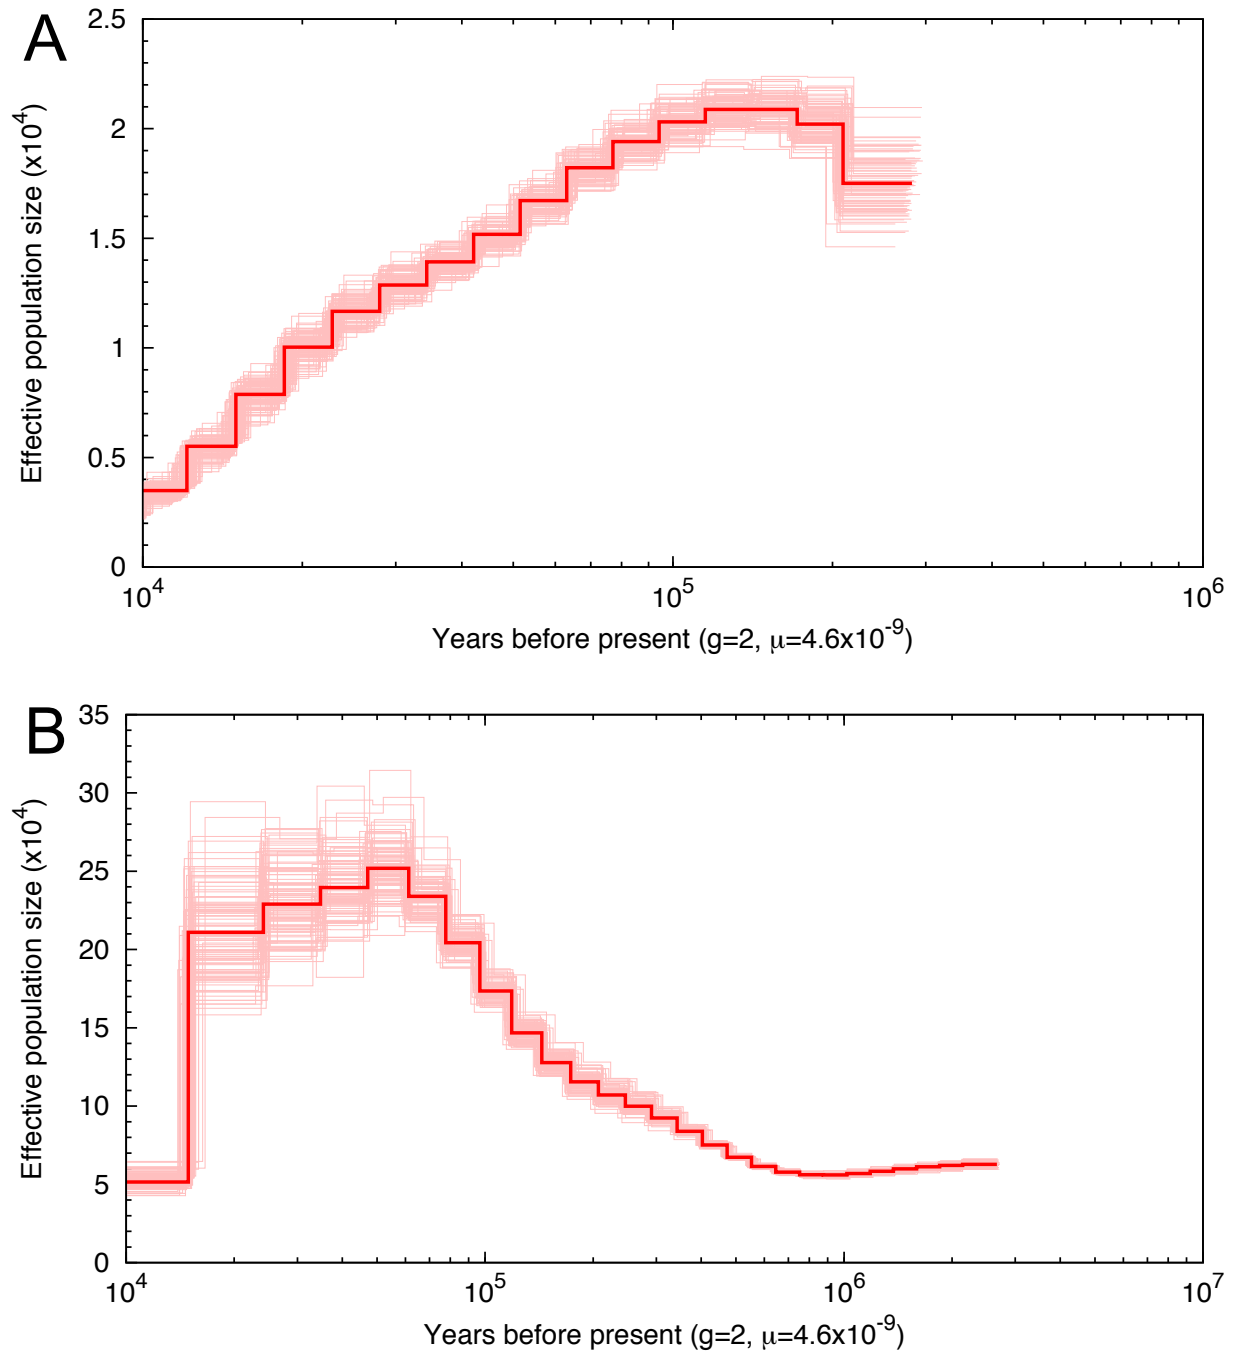 A
Effective population size (x10⁴)
2.5
2
1.5
1
0.5
0
10⁴ 10⁵ 10⁶
Years before present (g=2, μ=4.6x10⁻⁹)
B
Effective population size (x10⁴)
35
30
25
20
15
10
5
0
10⁴ 10⁵ 10⁶ 10⁷
Years before present (g=2, μ=4.6x10⁻⁹)